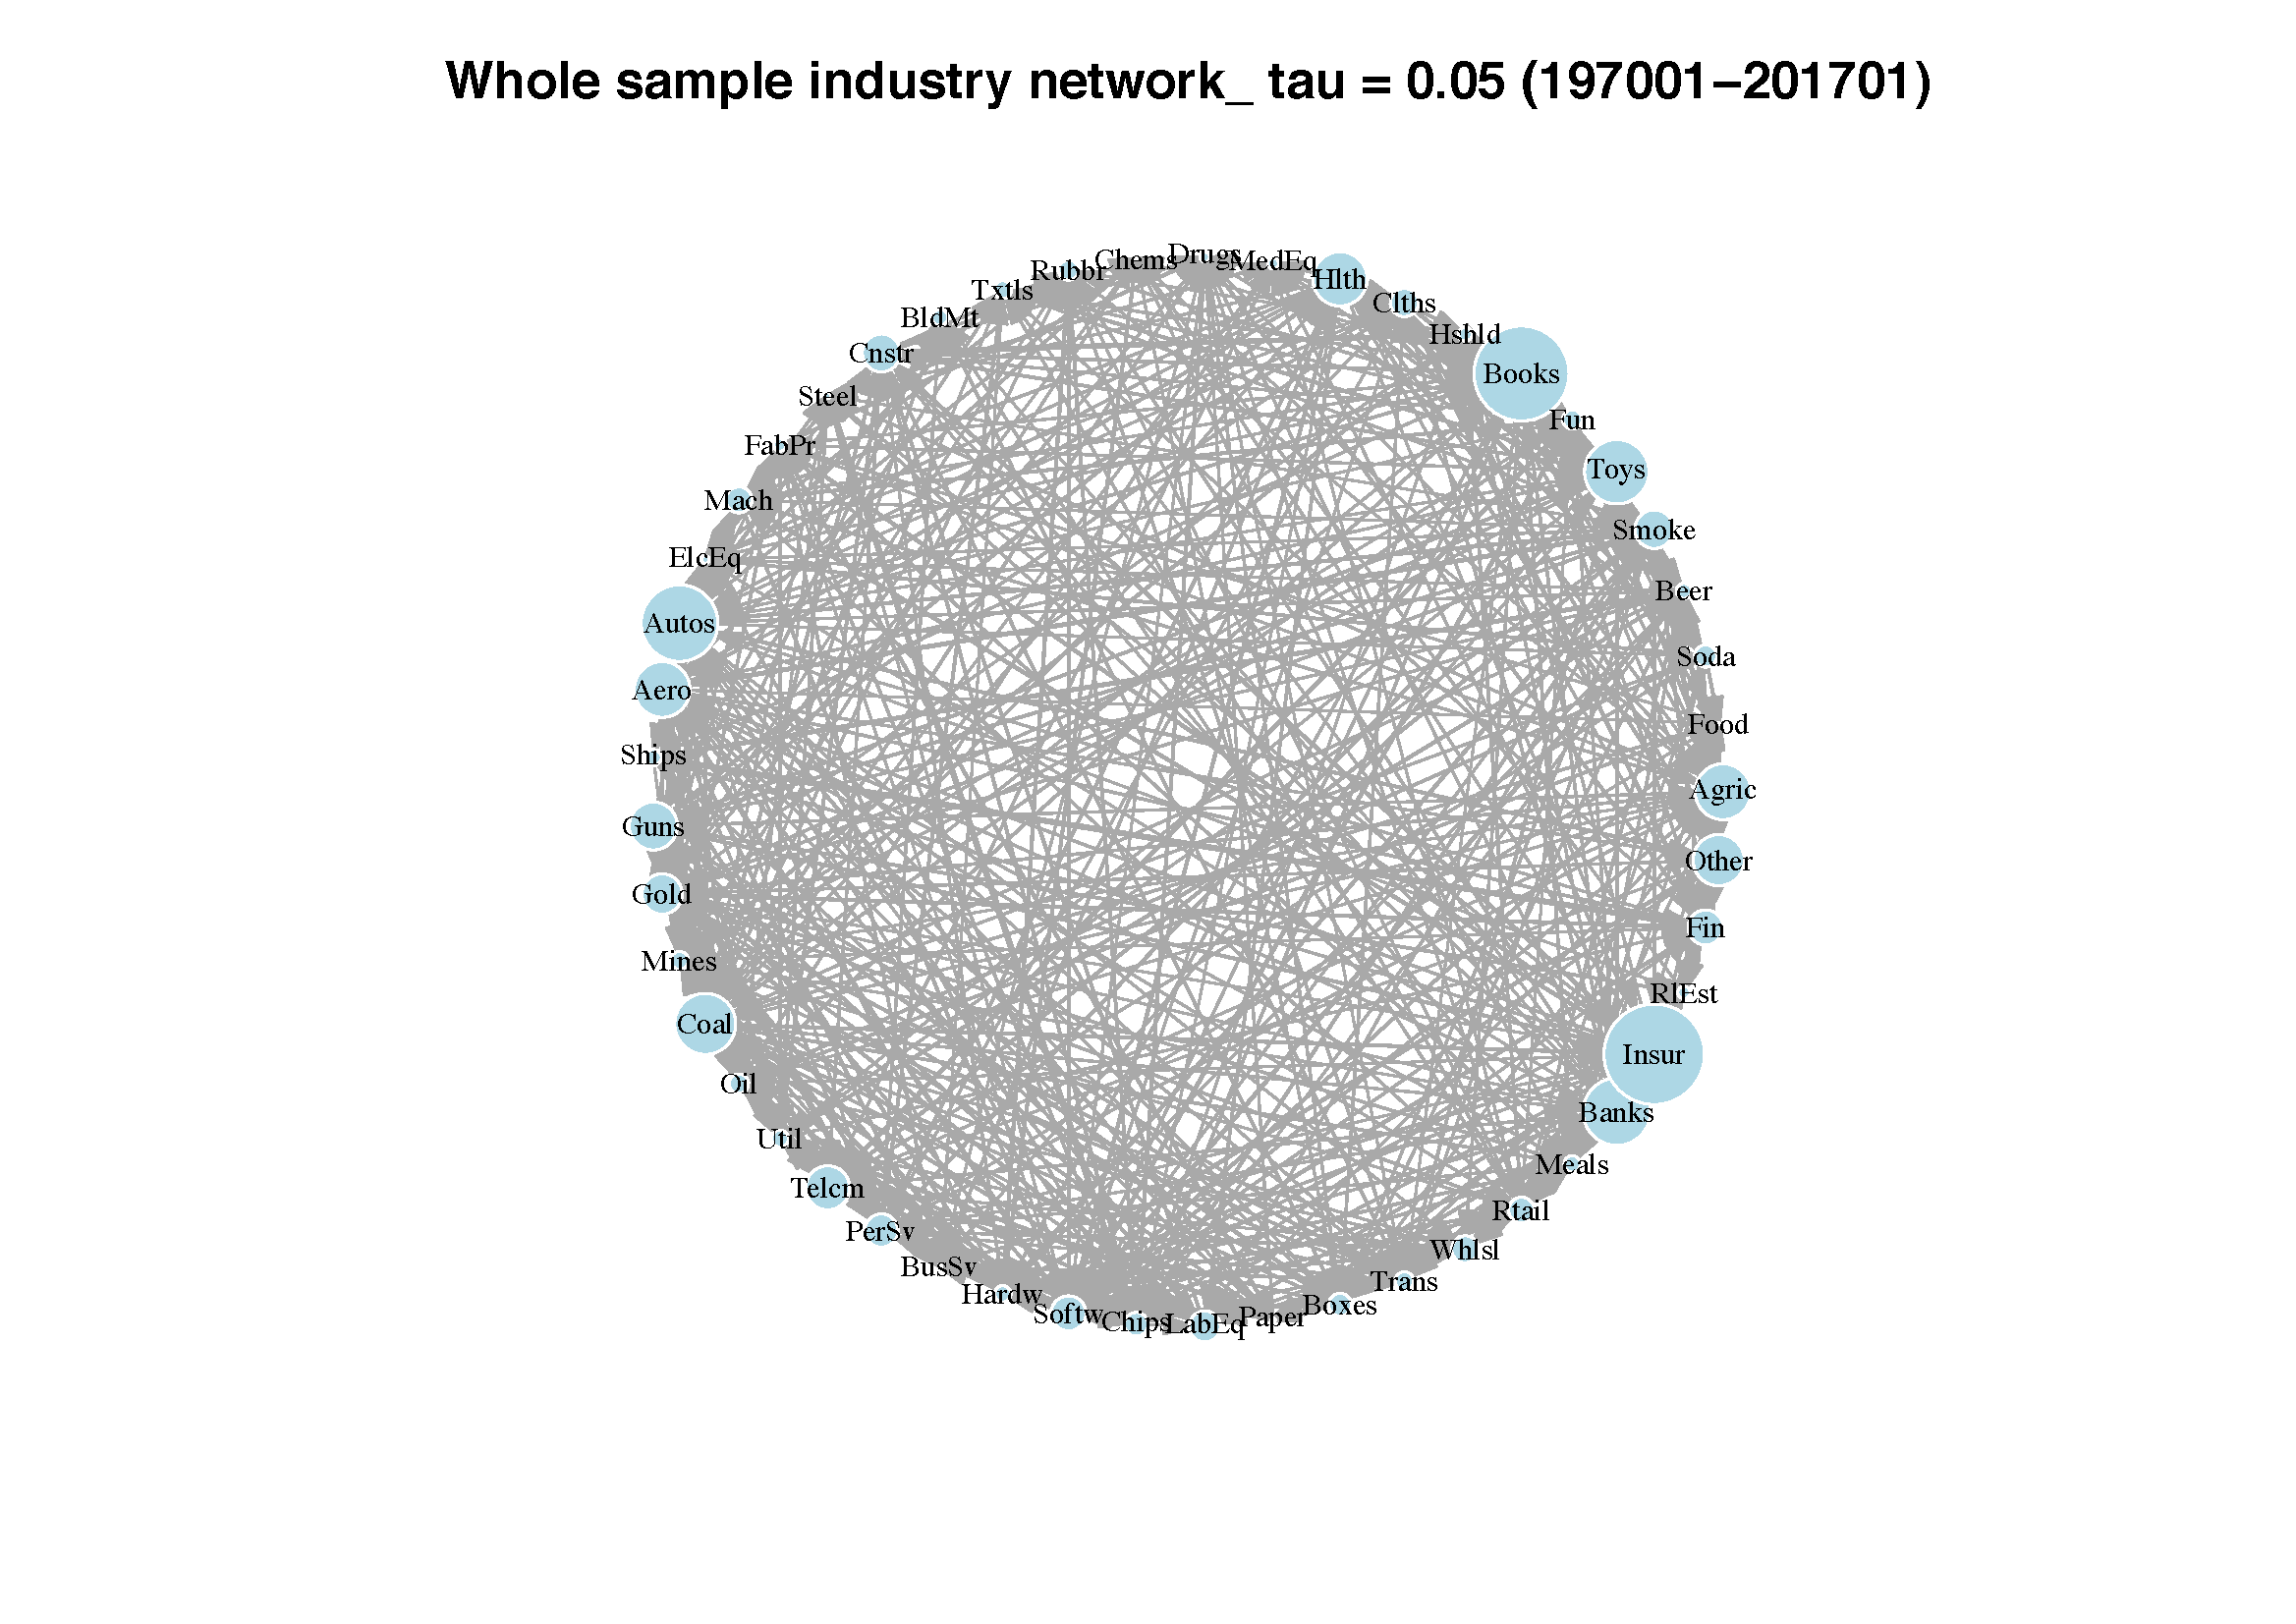 Whole sample industry network_ tau = 0.05 (197001−201701)
Drugs
Chems
MedEq
Rubbr
Hlth
Txtls
Clths
BldMt
Hshld
Cnstr
Books
Steel
Fun
FabPr
Toys
Mach
Smoke
ElcEq
Beer
Autos
Soda
Aero
Food
Ships
Agric
Guns
Other
Gold
Fin
Mines
RlEst
Coal
Insur
Oil
Banks
Util
Meals
Telcm
Rtail
PerSv
Whlsl
BusSv
Trans
Hardw
Boxes
Softw
Paper
Chips
LabEq